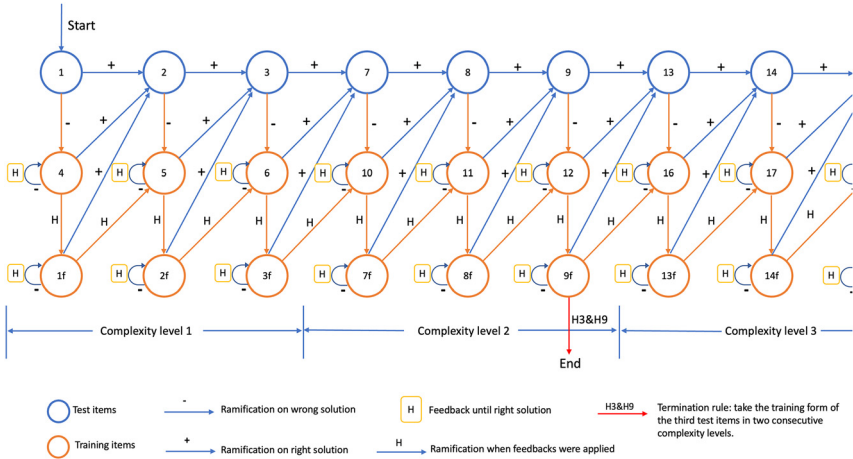 Start
+ + + + + + + +
1 2 3 7 8 9 13 14
- - - - - - - -
+ + + + + + +
H 4 H 5 H 6 H 10 H 11 H 12 H 16 H 17 H
- - - - - - - - -
+ + + + + + + +
H H H H H H H H
H H H H H H H H
H 1f H 2f H 3f H 7f H 8f H 9f H 13f H 14f H
- - - - - - - - -
H3&H9
Complexity level 1 Complexity level 2 Complexity level 3
End
Test items - Ramification on wrong solution H Feedback until right solution H3&H9 Termination rule: take the training form of
the third test items in two consecutive
complexity levels.
Training items + Ramification on right solution H Ramification when feedbacks were applied